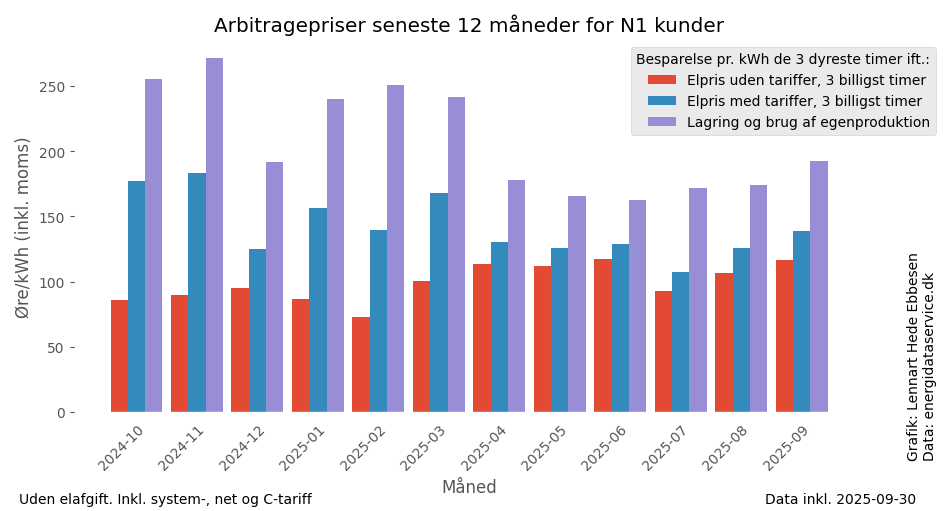 Arbitragepriser seneste 12 måneder for N1 kunder
Besparelse pr. kWh de 3 dyreste timer ift.:
Elpris uden tariffer, 3 billigst timer
Elpris med tariffer, 3 billigst timer
Lagring og brug af egenproduktion
Øre/kWh (inkl. moms)
250
200
150
100
50
0
2024-10
2024-11
2024-12
2025-01
2025-02
2025-03
2025-04
2025-05
2025-06
2025-07
2025-08
2025-09
Måned
Grafik: Lennart Hede Ebbesen
Data: energidataservice.dk
Uden elafgift. Inkl. system-, net og C-tariff
Data inkl. 2025-09-30